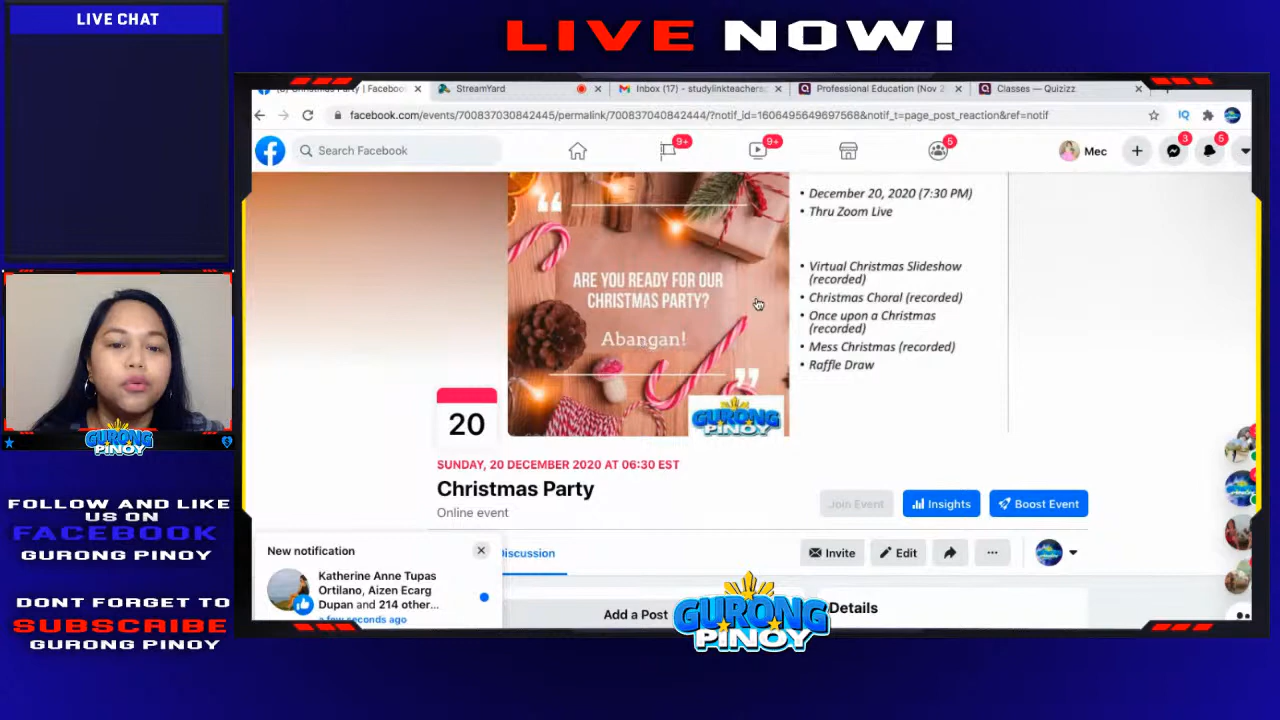 LIVE CHAT
LIVE NOW!
Christmas Party | Facebook
StreamYard
Inbox (17) - studylinkteachers
Professional Education (Nov 2
Classes — Quizizz
facebook.com/events/700837030842445/permalink/700837040842444/?notif_id=1606495649697568&notif_t=page_post_reaction&ref=notif
IQ
Search Facebook
9+
9+
5
Mec
3
5
ARE YOU READY FOR OUR
CHRISTMAS PARTY?
Abangan!
GURONG
PINOY
• December 20, 2020 (7:30 PM)
• Thru Zoom Live
• Virtual Christmas Slideshow
(recorded)
• Christmas Choral (recorded)
• Once upon a Christmas
(recorded)
• Mess Christmas (recorded)
• Raffle Draw
20
SUNDAY, 20 DECEMBER 2020 AT 06:30 EST
Christmas Party
Online event
Join Event
Insights
Boost Event
New notification
Katherine Anne Tupas
Ortilano, Aizen Ecarg
Dupan and 214 other...
a few seconds ago
Discussion
Invite
Edit
Add a Post
Details
GURONG
PINOY
GURONG
PINOY
FOLLOW AND LIKE
US ON
FACEBOOK
GURONG PINOY
DONT FORGET TO
SUBSCRIBE
GURONG PINOY